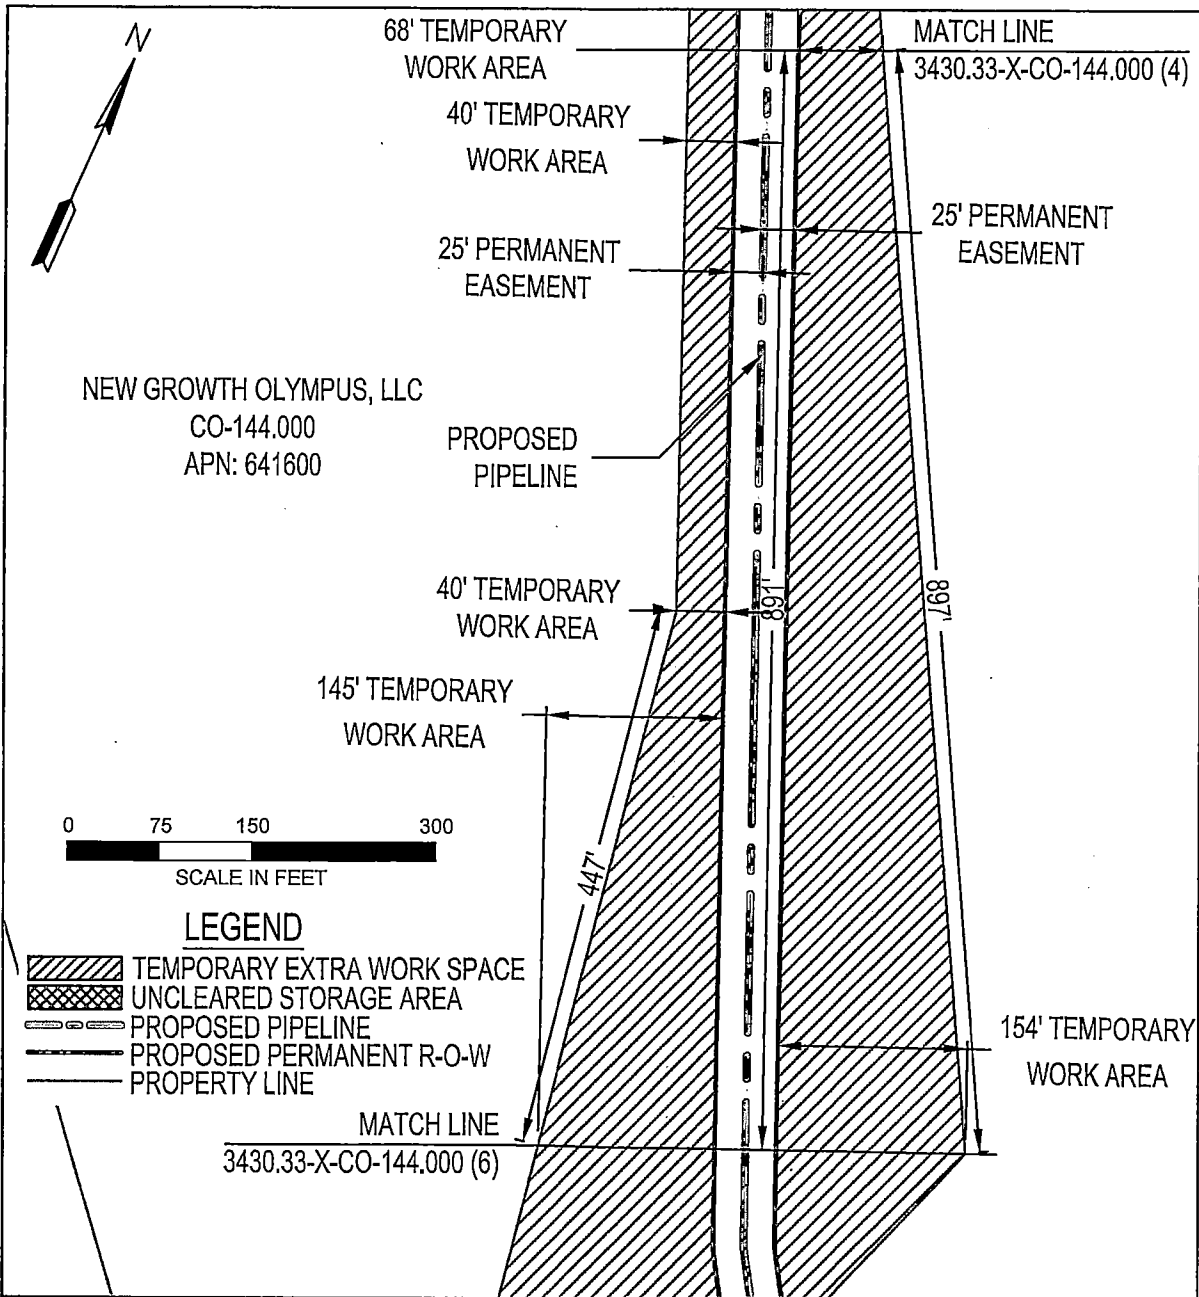 N
68' TEMPORARY
WORK AREA
MATCH LINE
3430.33-X-CO-144.000 (4)
40' TEMPORARY
WORK AREA
25' PERMANENT
EASEMENT
25' PERMANENT
EASEMENT
NEW GROWTH OLYMPUS, LLC
CO-144.000
APN: 641600
PROPOSED
PIPELINE
40' TEMPORARY
WORK AREA
891'
897'
145' TEMPORARY
WORK AREA
0 75 150 300
SCALE IN FEET
447'
LEGEND
TEMPORARY EXTRA WORK SPACE
UNCLEARED STORAGE AREA
PROPOSED PIPELINE
PROPOSED PERMANENT R-O-W
PROPERTY LINE
154' TEMPORARY
WORK AREA
MATCH LINE
3430.33-X-CO-144.000 (6)